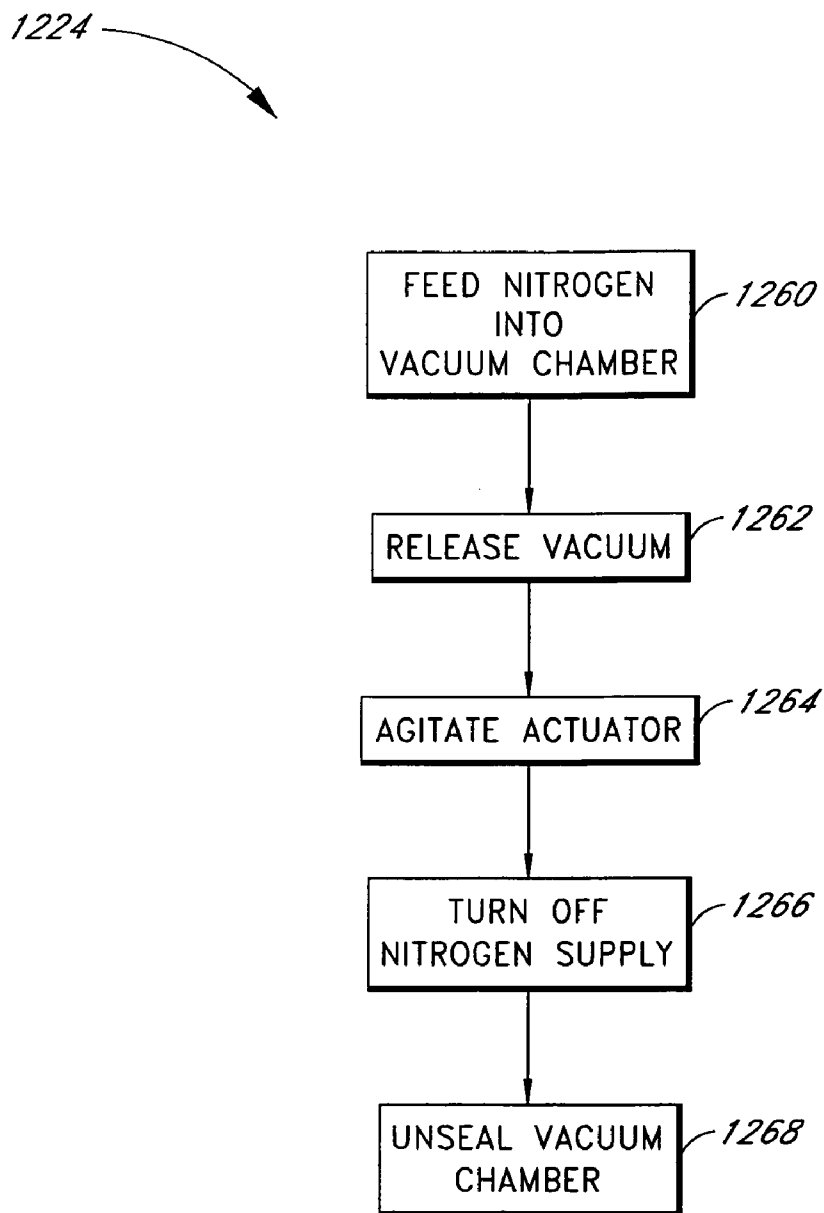 1224
FEED NITROGEN
INTO
VACUUM CHAMBER
1260
RELEASE VACUUM
1262
AGITATE ACTUATOR
1264
TURN OFF
NITROGEN SUPPLY
1266
UNSEAL VACUUM
CHAMBER
1268